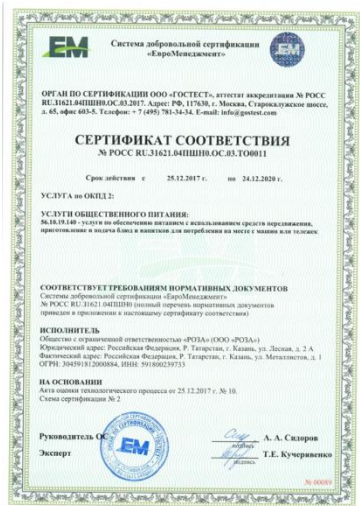 ЕМ
Система добровольной сертификации
«ЕвроМенеджмент»
ЕМ
ОРГАН ПО СЕРТИФИКАЦИИ ООО «ГОСТЕСТ», аттестат аккредитации № РОСС
RU.31621.04ПШН0.ОС.03.2017. Адрес: РФ, 117630, г. Москва, Старокалужское шоссе,
д. 65, офис 603-5. Телефон: + 7 (495) 781-34-34. E-mail: info@gostest.com
СЕРТИФИКАТ СООТВЕТСТВИЯ
№ РОСС RU.31621.04ПШН0.ОС.03.ТО0011
Срок действия с 25.12.2017 г. по 24.12.2020 г.
УСЛУГА по ОКПД 2:
УСЛУГИ ОБЩЕСТВЕННОГО ПИТАНИЯ:
56.10.19.140 - услуги по обеспечению питанием с использованием средств передвижения,
приготовление и подача блюд и напитков для потребления на месте с машин или тележек
СООТВЕТСТВУЕТ ТРЕБОВАНИЯМ НОРМАТИВНЫХ ДОКУМЕНТОВ
Системы добровольной сертификации «ЕвроМенеджмент»
№ РОСС RU.31621.04ПШН0 (полный перечень нормативных документов
приведен в приложении к настоящему сертификату соответствия)
ИСПОЛНИТЕЛЬ
Общество с ограниченной ответственностью «РОЗА» (ООО «РОЗА»)
Юридический адрес: Российская Федерация, Р. Татарстан, г. Казань, ул. Лесная, д. 2 А
Фактический адрес: Российская Федерация, Р. Татарстан, г. Казань, ул. Металлистов, д. 1
ОГРН: 304591812000884, ИНН: 591800239733
НА ОСНОВАНИИ
Акта оценки технологического процесса от 25.12.2017 г. № 10.
Схема сертификации № 2
Руководитель ОС
подпись
А. А. Сидоров
Эксперт
подпись
Т.Е. Кучеривенко
ЕМ
№ 00089